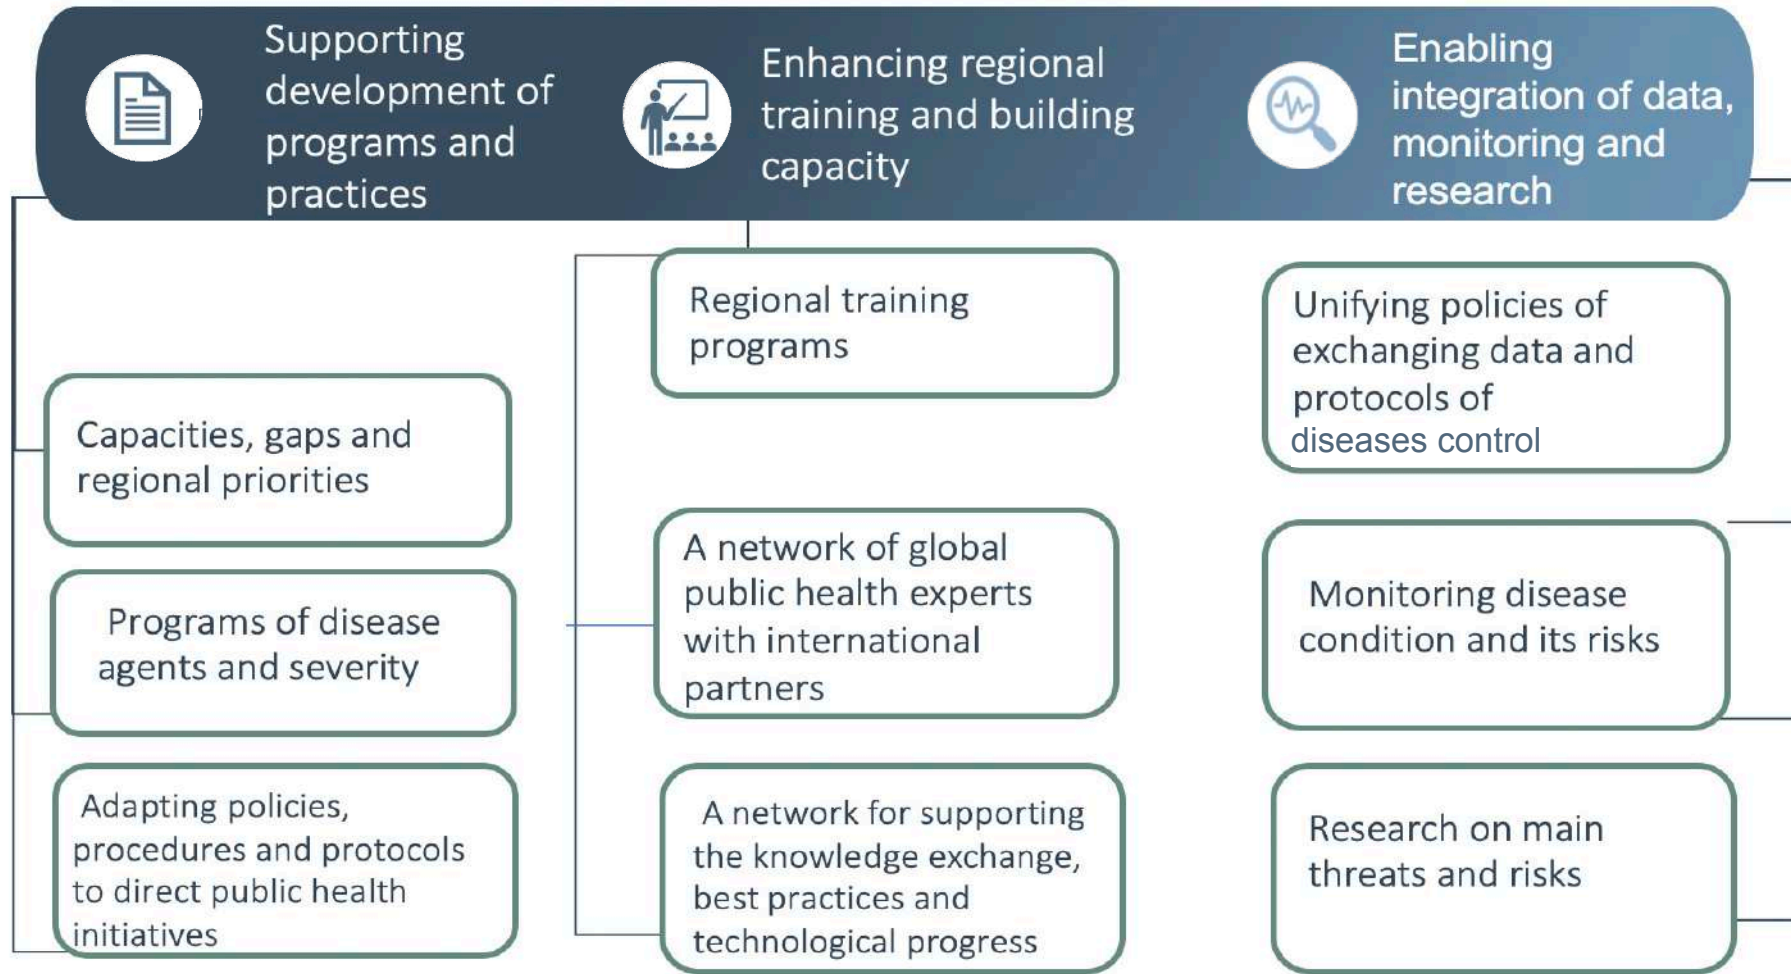 Supporting
development of
programs and
practices
Enhancing regional
training and building
capacity
Enabling
integration of data,
monitoring and
research
Capacities, gaps and
regional priorities
Programs of disease
agents and severity
Adapting policies,
procedures and protocols
to direct public health
initiatives
Regional training
programs
A network of global
public health experts
with international
partners
A network for supporting
the knowledge exchange,
best practices and
technological progress
Unifying policies of
exchanging data and
protocols of
diseases control
Monitoring disease
condition and its risks
Research on main
threats and risks